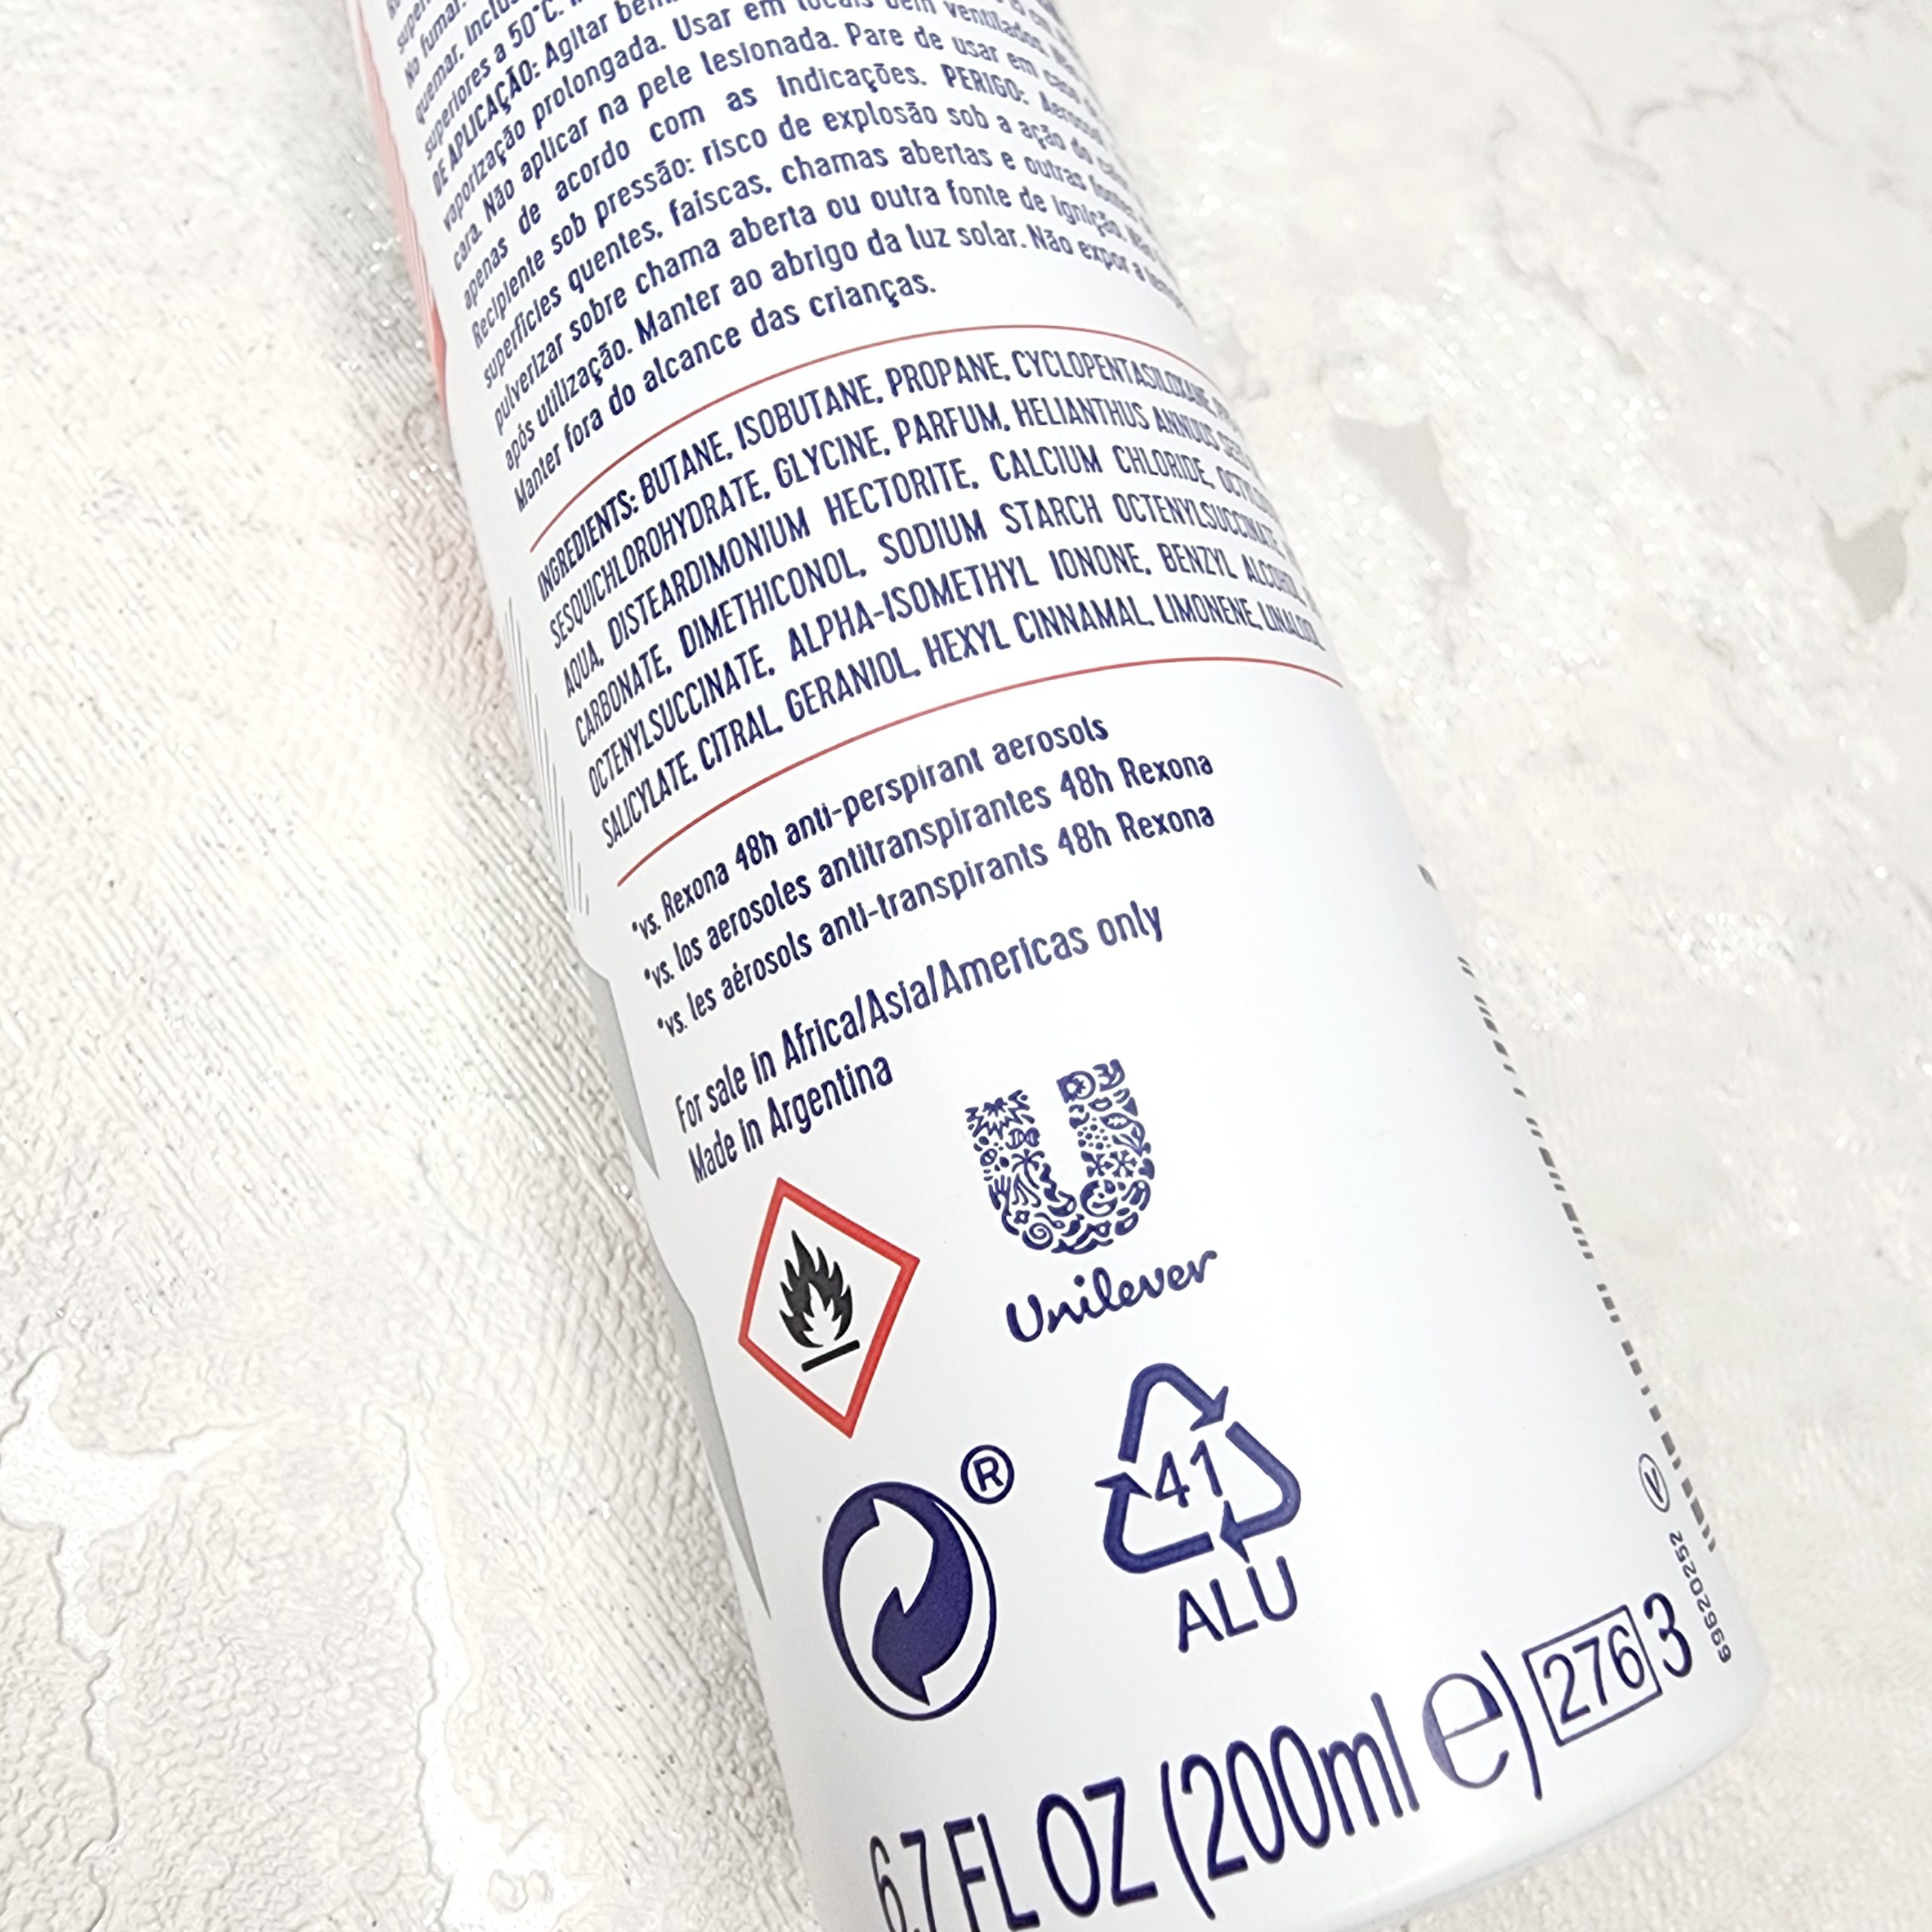 No fumar.
quemar. Inclus
superiores a 50°C.
DE APLICAÇÃO: Agitar bem
vaporização prolongada. Usar em locais bem ventilados.
cara. Não aplicar na pele lesionada. Pare de usar em caso
apenas de acordo com as indicações. PERIGO: Aerossol
Recipiente sob pressão: risco de explosão sob a ação do calor
superfícies quentes, faíscas, chamas abertas e outras fontes
pulverizar sobre chama aberta ou outra fonte de ignição.
após utilização. Manter ao abrigo da luz solar. Não expor a
Manter fora do alcance das crianças.
INGREDIENTS: BUTANE, ISOBUTANE, PROPANE, CYCLOPENTASILOXANE,
SESQUICHLOROHYDRATE, GLYCINE, PARFUM, HELIANTHUS ANNUUS
AQUA, DISTEARDIMONIUM HECTORITE, CALCIUM CHLORIDE,
CARBONATE, DIMETHICONOL, SODIUM STARCH OCTENYLSUCCINATE,
OCTENYLSUCCINATE, ALPHA-ISOMETHYL IONONE, BENZYL ALCOHOL,
SALICYLATE, CITRAL, GERANIOL, HEXYL CINNAMAL, LIMONENE, LINALOOL
*vs. Rexona 48h anti-perspirant aerosols
*vs. los aerosoles antitranspirantes 48h Rexona
*vs. les aérosols anti-transpirants 48h Rexona
For sale in Africa/Asia/Americas only
Made in Argentina
Unilever
®
41
ALU
V
69620252
6.7 FL OZ (200ml e) 276 3